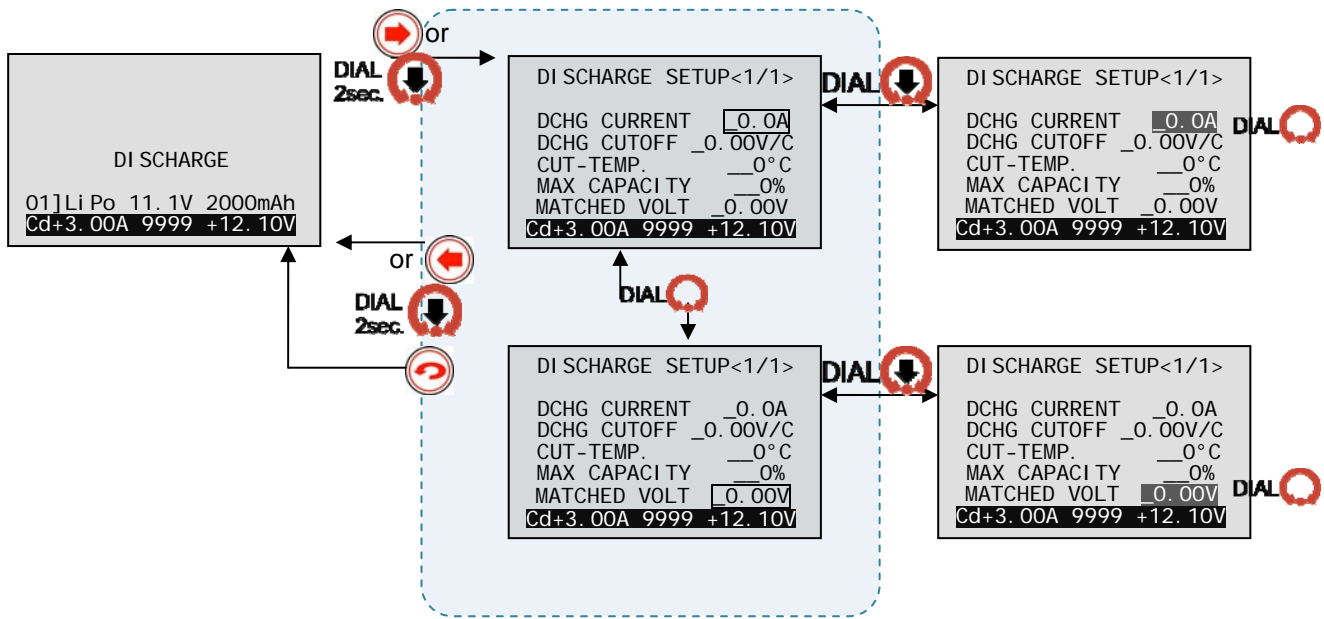 or
DIAL
2sec.
DISCHARGE
01]LiPo 11.1V 2000mAh
Cd+3.00A 9999 +12.10V
or
DIAL
2sec.
DISCHARGE SETUP<1/1>
DCHG CURRENT _0.0A
DCHG CUTOFF _0.00V/C
CUT-TEMP. __0°C
MAX CAPACITY __0%
MATCHED VOLT _0.00V
Cd+3.00A 9999 +12.10V
DIAL
DISCHARGE SETUP<1/1>
DCHG CURRENT _0.0A
DCHG CUTOFF _0.00V/C
CUT-TEMP. __0°C
MAX CAPACITY __0%
MATCHED VOLT _0.00V
Cd+3.00A 9999 +12.10V
DIAL
DIAL
DISCHARGE SETUP<1/1>
DCHG CURRENT _0.0A
DCHG CUTOFF _0.00V/C
CUT-TEMP. __0°C
MAX CAPACITY __0%
MATCHED VOLT _0.00V
Cd+3.00A 9999 +12.10V
DIAL
DISCHARGE SETUP<1/1>
DCHG CURRENT _0.0A
DCHG CUTOFF _0.00V/C
CUT-TEMP. __0°C
MAX CAPACITY __0%
MATCHED VOLT _0.00V
Cd+3.00A 9999 +12.10V
DIAL